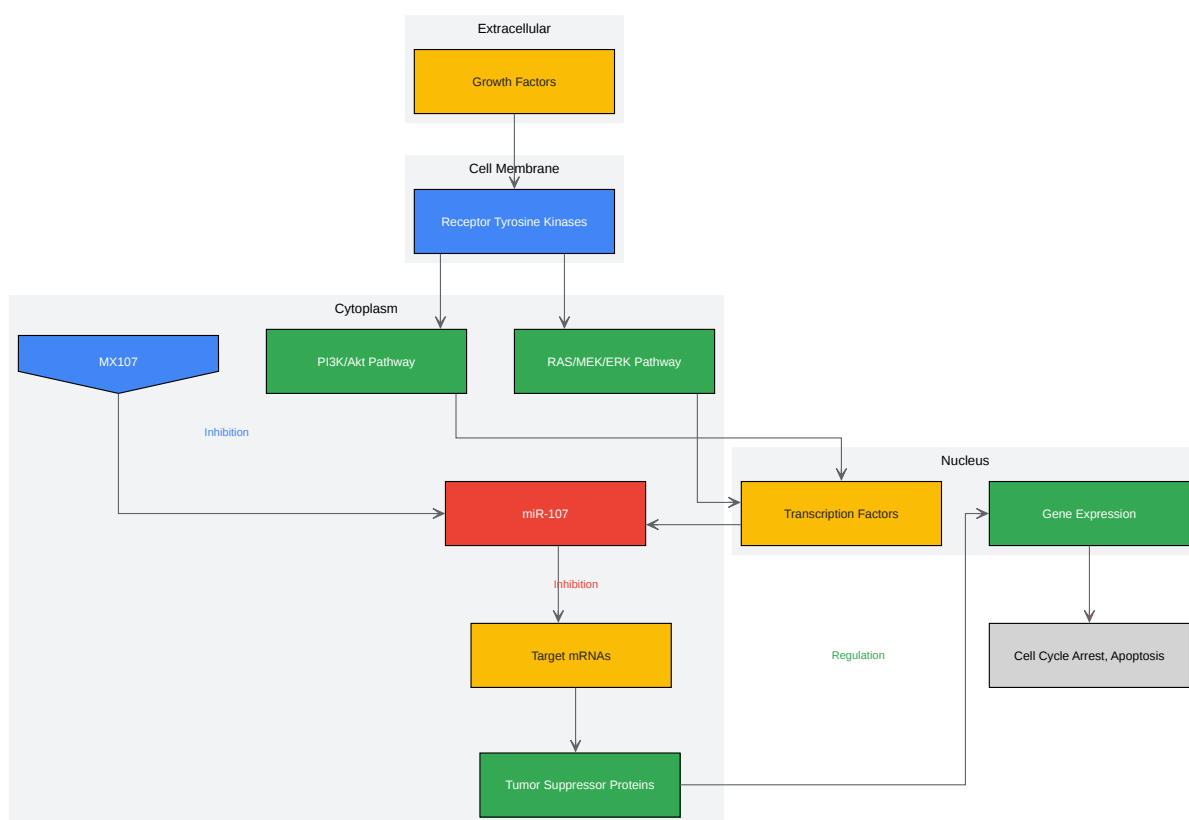 Extracellular
Growth Factors
Cell Membrane
Receptor Tyrosine Kinases
Cytoplasm
MX107
PI3K/Akt Pathway
RAS/MEK/ERK Pathway
Inhibition
Nucleus
miR-107
Transcription Factors
Gene Expression
Inhibition
Target mRNAs
Regulation
Cell Cycle Arrest, Apoptosis
Tumor Suppressor Proteins